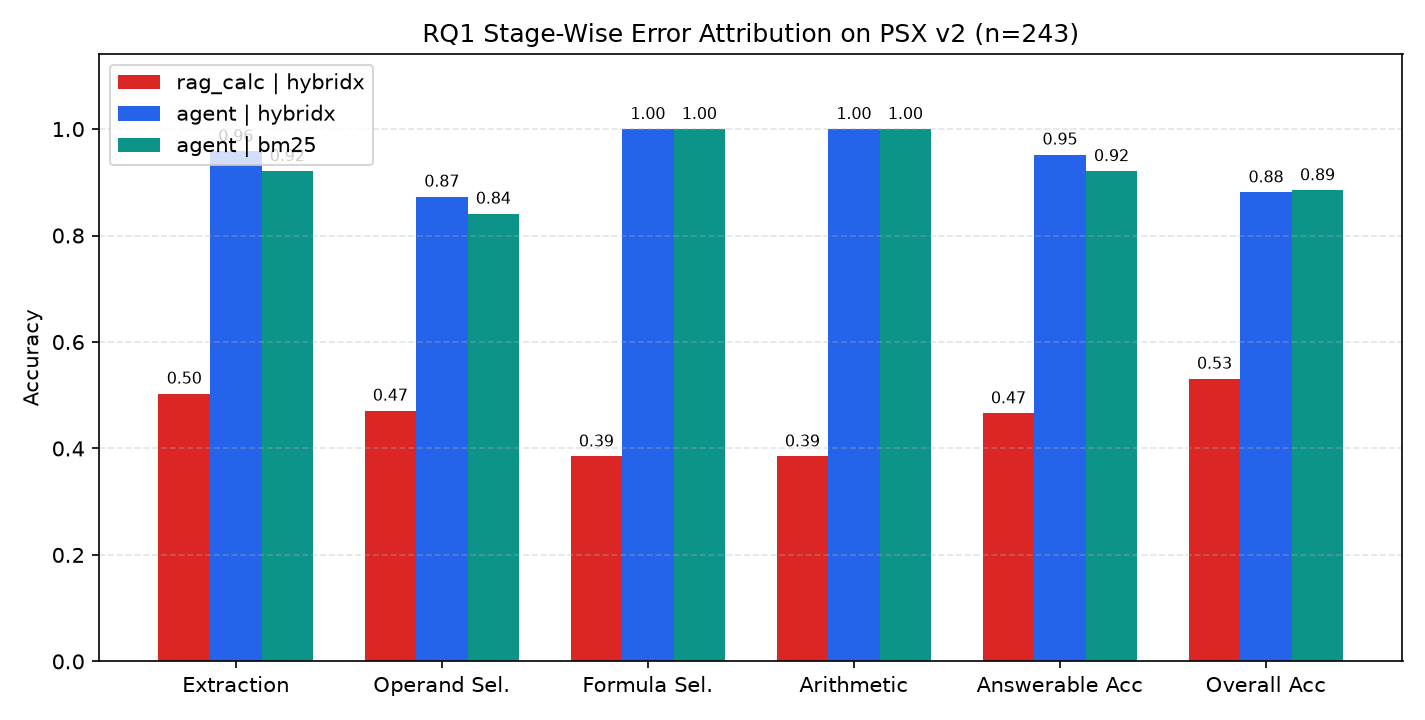 RQ1 Stage-Wise Error Attribution on PSX v2 (n=243)
rag_calc | hybridx
agent | hybridx
agent | bm25
Accuracy
1.0
0.8
0.6
0.4
0.2
0.0
0.50 0.96 0.92
0.47 0.87 0.84
0.39 1.00 1.00
0.39 1.00 1.00
0.47 0.95 0.92
0.53 0.88 0.89
Extraction Operand Sel. Formula Sel. Arithmetic Answerable Acc Overall Acc